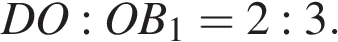 DO : OB₁ = 2 : 3.